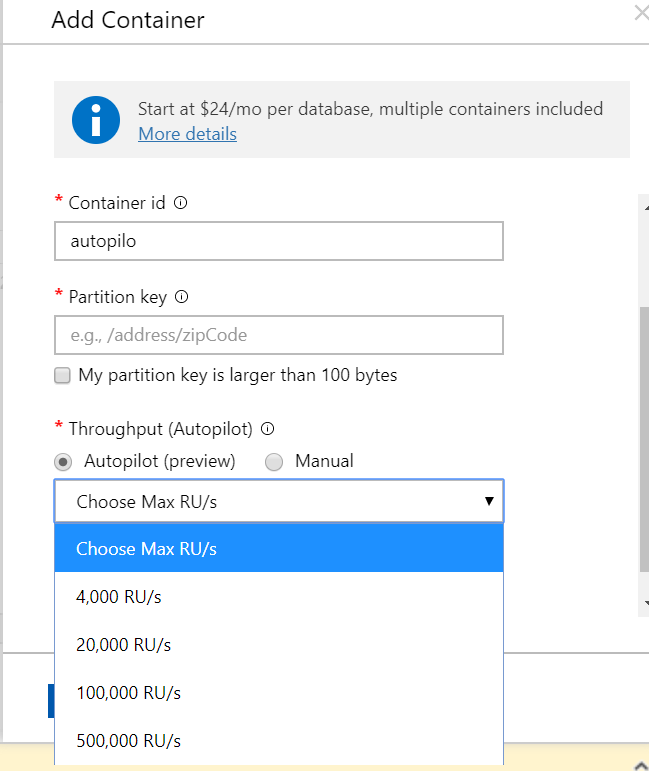 Add Container
Start at $24/mo per database, multiple containers included
More details
* Container id
autopilo
* Partition key
e.g., /address/zipCode
My partition key is larger than 100 bytes
* Throughput (Autopilot)
Autopilot (preview) Manual
Choose Max RU/s
Choose Max RU/s
4,000 RU/s
20,000 RU/s
100,000 RU/s
500,000 RU/s